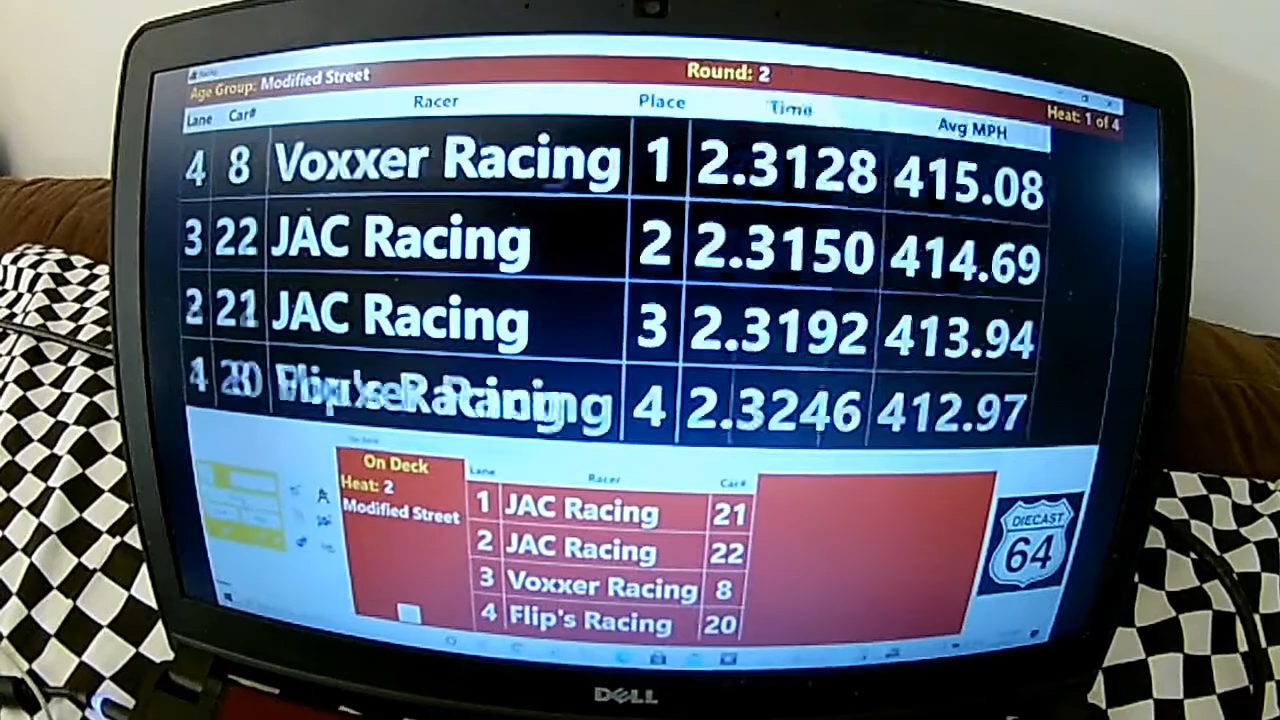 Age Group: Modified Street Round: 2 Heat: 1 of 4
Lane Car# Racer Place Time Avg MPH
4 8 Voxxer Racing 1 2.3128 415.08
3 22 JAC Racing 2 2.3150 414.69
2 21 JAC Racing 3 2.3192 413.94
Racing 4 2.3246 412.97
On Deck
Heat: 2
Modified Street
Lane Racer Car#
1 JAC Racing 21
2 JAC Racing 22
3 Voxxer Racing 8
4 Flip's Racing 20
DIECAST
64
DELL